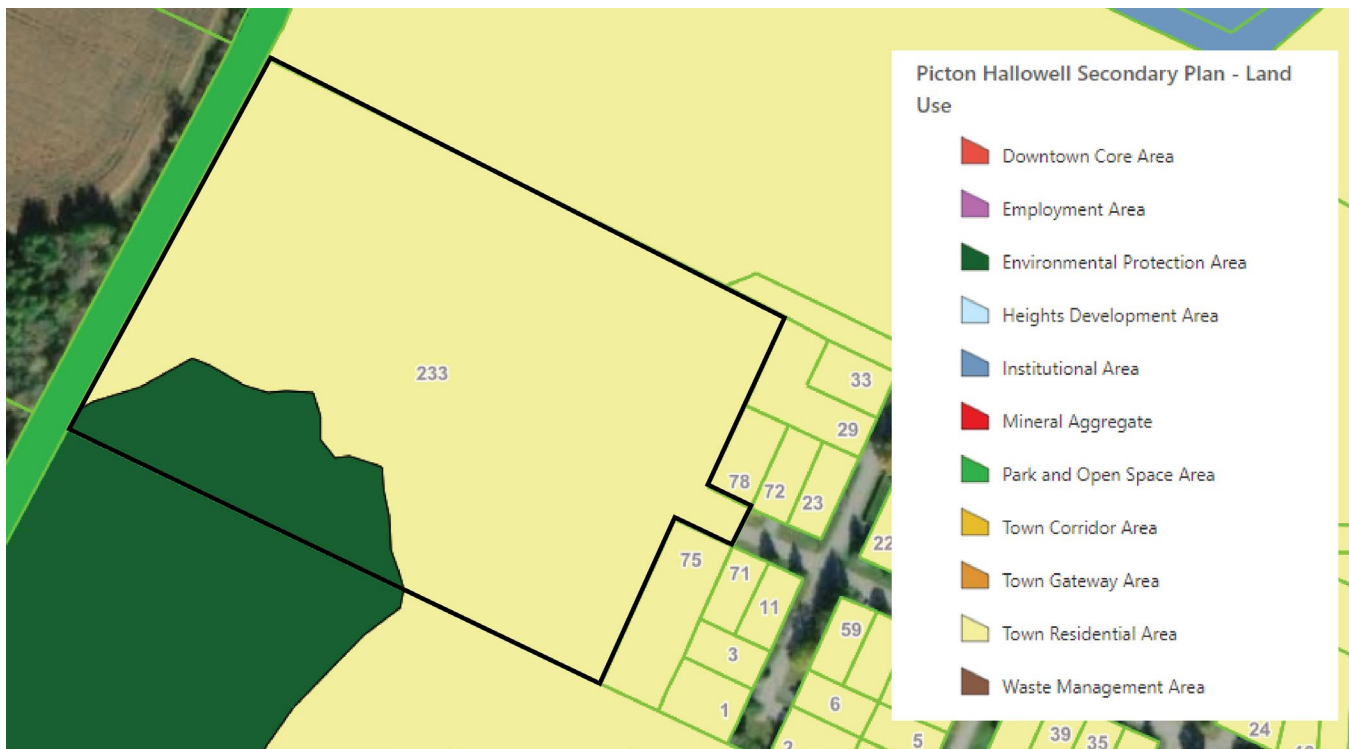 Picton Hallowell Secondary Plan - Land
Use
Downtown Core Area
Employment Area
Environmental Protection Area
Heights Development Area
Institutional Area
Mineral Aggregate
Park and Open Space Area
Town Corridor Area
Town Gateway Area
Town Residential Area
Waste Management Area
233
33
29
78
72
23
22
75
71
11
59
3
6
1
2
5
39
35
24